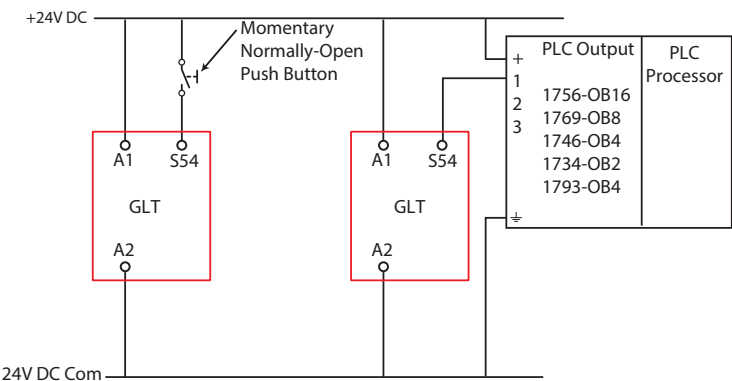 +24V DC
Momentary
Normally-Open
Push Button
A1
S54
GLT
A2
A1
S54
GLT
A2
+
1
2
3
PLC Output
1756-OB16
1769-OB8
1746-OB4
1734-OB2
1793-OB4
PLC
Processor
24V DC Com